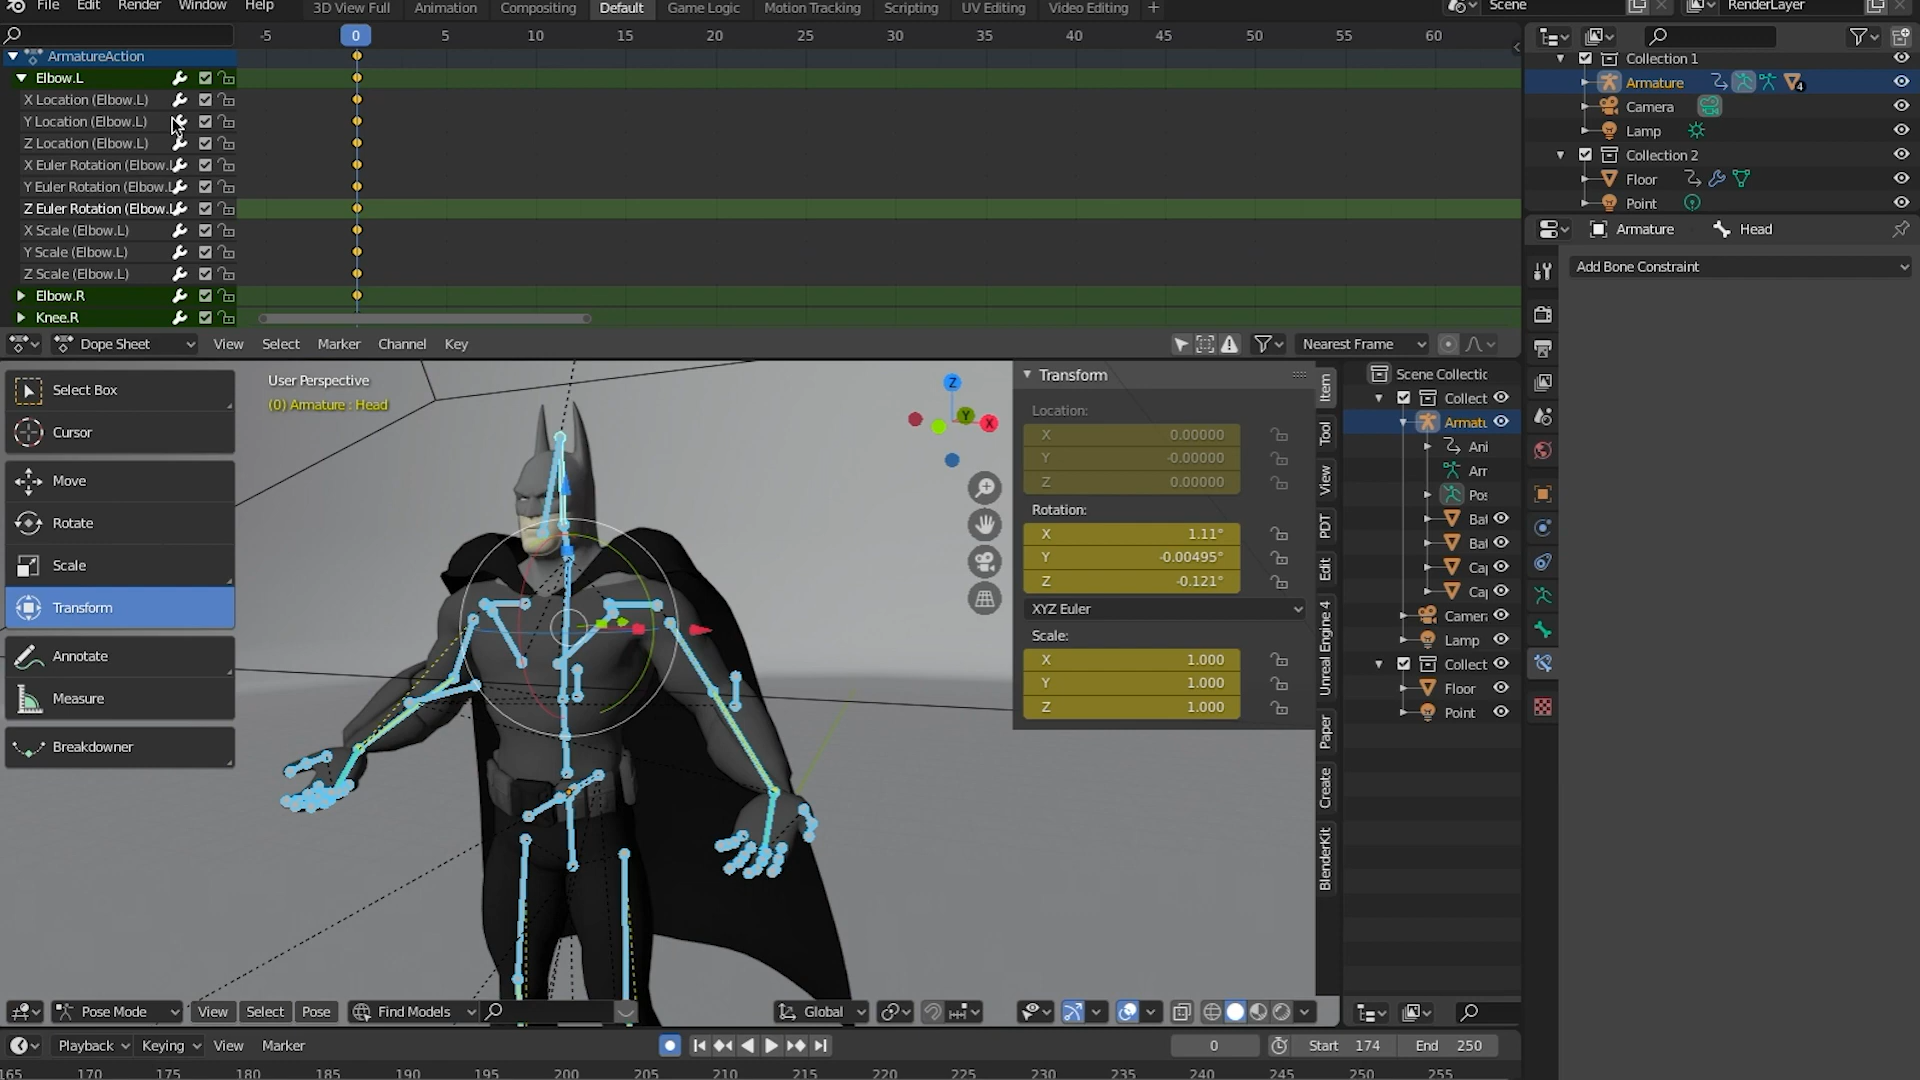 File Edit Render Window Help 3D View Full Animation Compositing Default Game Logic Motion Tracking Scripting UV Editing Video Editing + Scene RenderLayer
-5 0 5 10 15 20 25 30 35 40 45 50 55 60
ArmatureAction
Elbow.L
X Location (Elbow.L)
Y Location (Elbow.L)
Z Location (Elbow.L)
X Euler Rotation (Elbow.L
Y Euler Rotation (Elbow.L
Z Euler Rotation (Elbow.L
X Scale (Elbow.L)
Y Scale (Elbow.L)
Z Scale (Elbow.L)
Elbow.R
Knee.R
Collection 1
Armature 4
Camera
Lamp
Collection 2
Floor
Point
Armature Head
Add Bone Constraint
Dope Sheet View Select Marker Channel Key Nearest Frame
Select Box
Cursor
Move
Rotate
Scale
Transform
Annotate
Measure
Breakdowner
User Perspective
(0) Armature : Head
Z
Y
X
Transform
Location:
X 0.00000
Y -0.00000
Z 0.00000
Rotation:
X 1.11°
Y -0.00495°
Z -0.121°
XYZ Euler
Scale:
X 1.000
Y 1.000
Z 1.000
Item
Tool
View
PDT
Edit
Unreal Engine 4
Paper
Create
BlenderKit
Scene Collectic
Collect
Armatu
Ani
Arr
Pos
Bal
Bal
Cap
Cap
Camera
Lamp
Collect
Floor
Point
Pose Mode View Select Pose Find Models Global
Playback Keying View Marker 0 Start 174 End 250
165 170 175 180 185 190 195 200 205 210 215 220 225 230 235 240 245 250 255